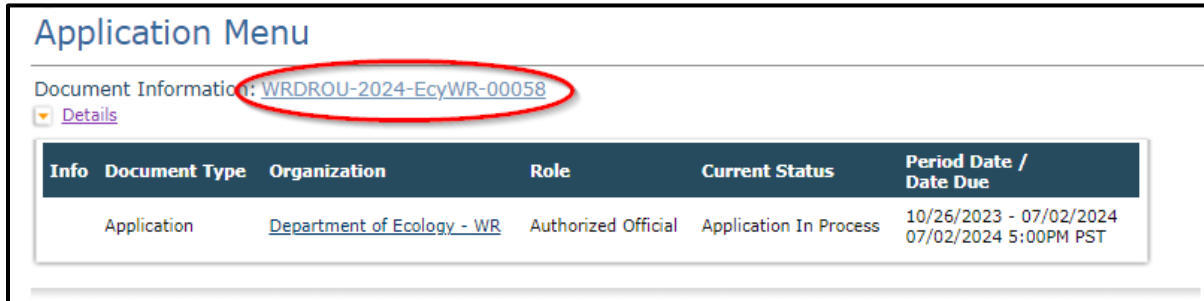 Application Menu
Document Information: WRDROU-2024-EcyWR-00058
Details
Info Document Type Organization Role Current Status Period Date / Date Due
Application Department of Ecology - WR Authorized Official Application In Process 10/26/2023 - 07/02/2024
07/02/2024 5:00PM PST